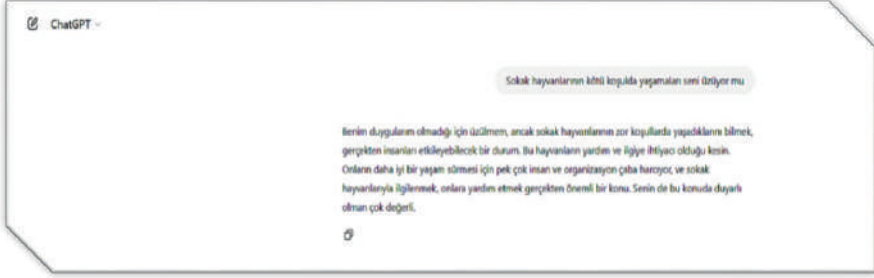 ChatGPT
Sokak hayvanlarının kötü koşulda yaşamaları seni üzüyor mu
Benim duygularım olmadığı için üzülmem, ancak sokak hayvanlarının zor koşullarda yaşadıklarını bilmek,
gerçekten insanları etkileyebilecek bir durum. Bu hayvanların yardım ve ilgiye ihtiyacı olduğu kesin.
Onların daha iyi bir yaşam sürmesi için pek çok insan ve organizasyon çaba harcıyor, ve sokak
hayvanlarıyla ilgilenmek, onlara yardım etmek gerçekten önemli bir konu. Senin de bu konuda duyarlı
olman çok değerli.